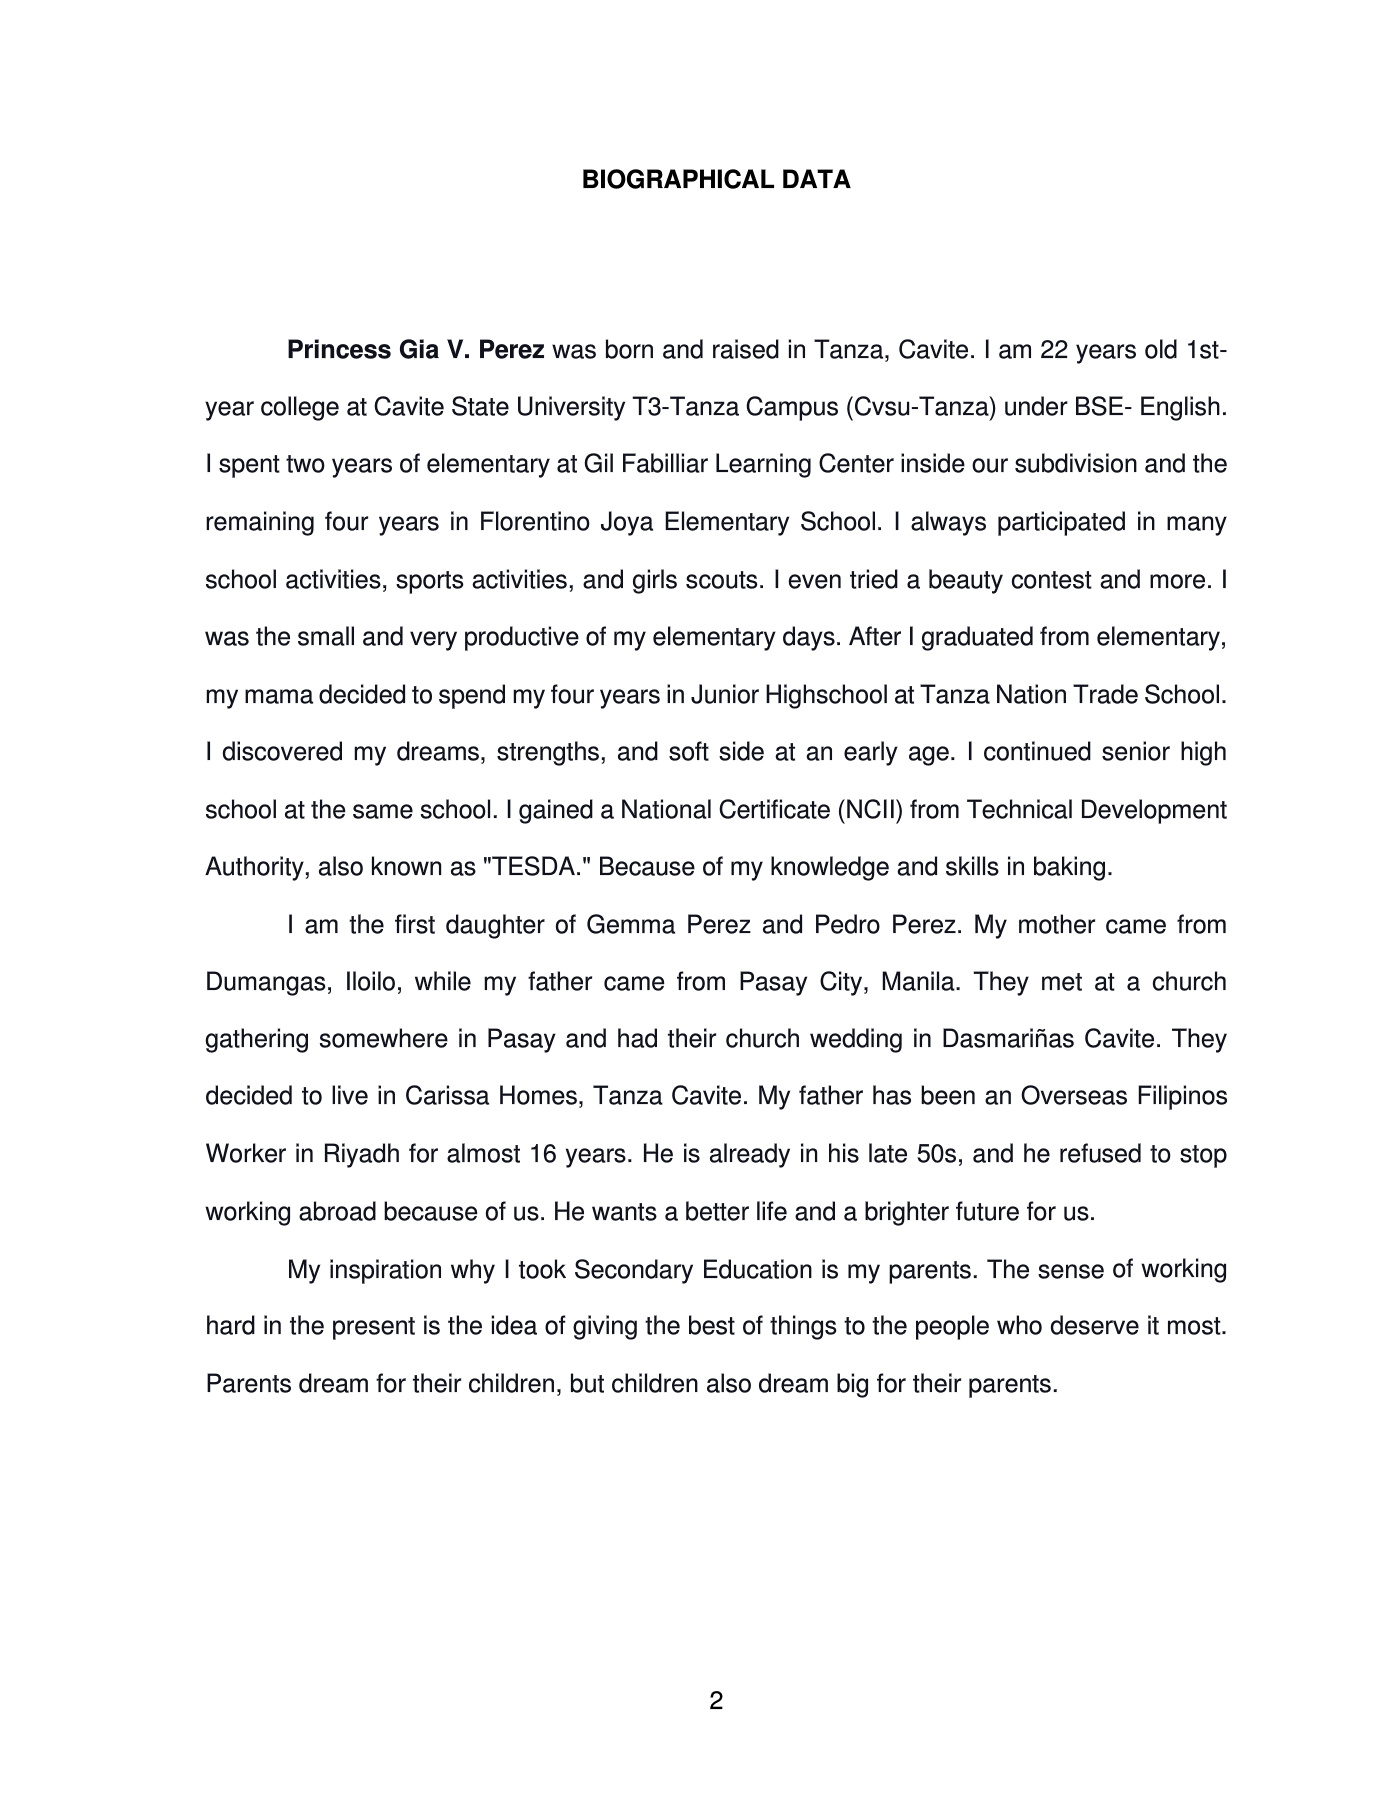 BIOGRAPHICAL DATA
Princess Gia V. Perez was born and raised in Tanza, Cavite. I am 22 years old 1st-
year college at Cavite State University T3-Tanza Campus (Cvsu-Tanza) under BSE- English.
I spent two years of elementary at Gil Fabilliar Learning Center inside our subdivision and the
remaining four years in Florentino Joya Elementary School. I always participated in many
school activities, sports activities, and girls scouts. I even tried a beauty contest and more. I
was the small and very productive of my elementary days. After I graduated from elementary,
my mama decided to spend my four years in Junior Highschool at Tanza Nation Trade School.
I discovered my dreams, strengths, and soft side at an early age. I continued senior high
school at the same school. I gained a National Certificate (NCII) from Technical Development
Authority, also known as "TESDA." Because of my knowledge and skills in baking.
I am the first daughter of Gemma Perez and Pedro Perez. My mother came from
Dumangas, Iloilo, while my father came from Pasay City, Manila. They met at a church
gathering somewhere in Pasay and had their church wedding in Dasmariñas Cavite. They
decided to live in Carissa Homes, Tanza Cavite. My father has been an Overseas Filipinos
Worker in Riyadh for almost 16 years. He is already in his late 50s, and he refused to stop
working abroad because of us. He wants a better life and a brighter future for us.
My inspiration why I took Secondary Education is my parents. The sense of working
hard in the present is the idea of giving the best of things to the people who deserve it most.
Parents dream for their children, but children also dream big for their parents.
2